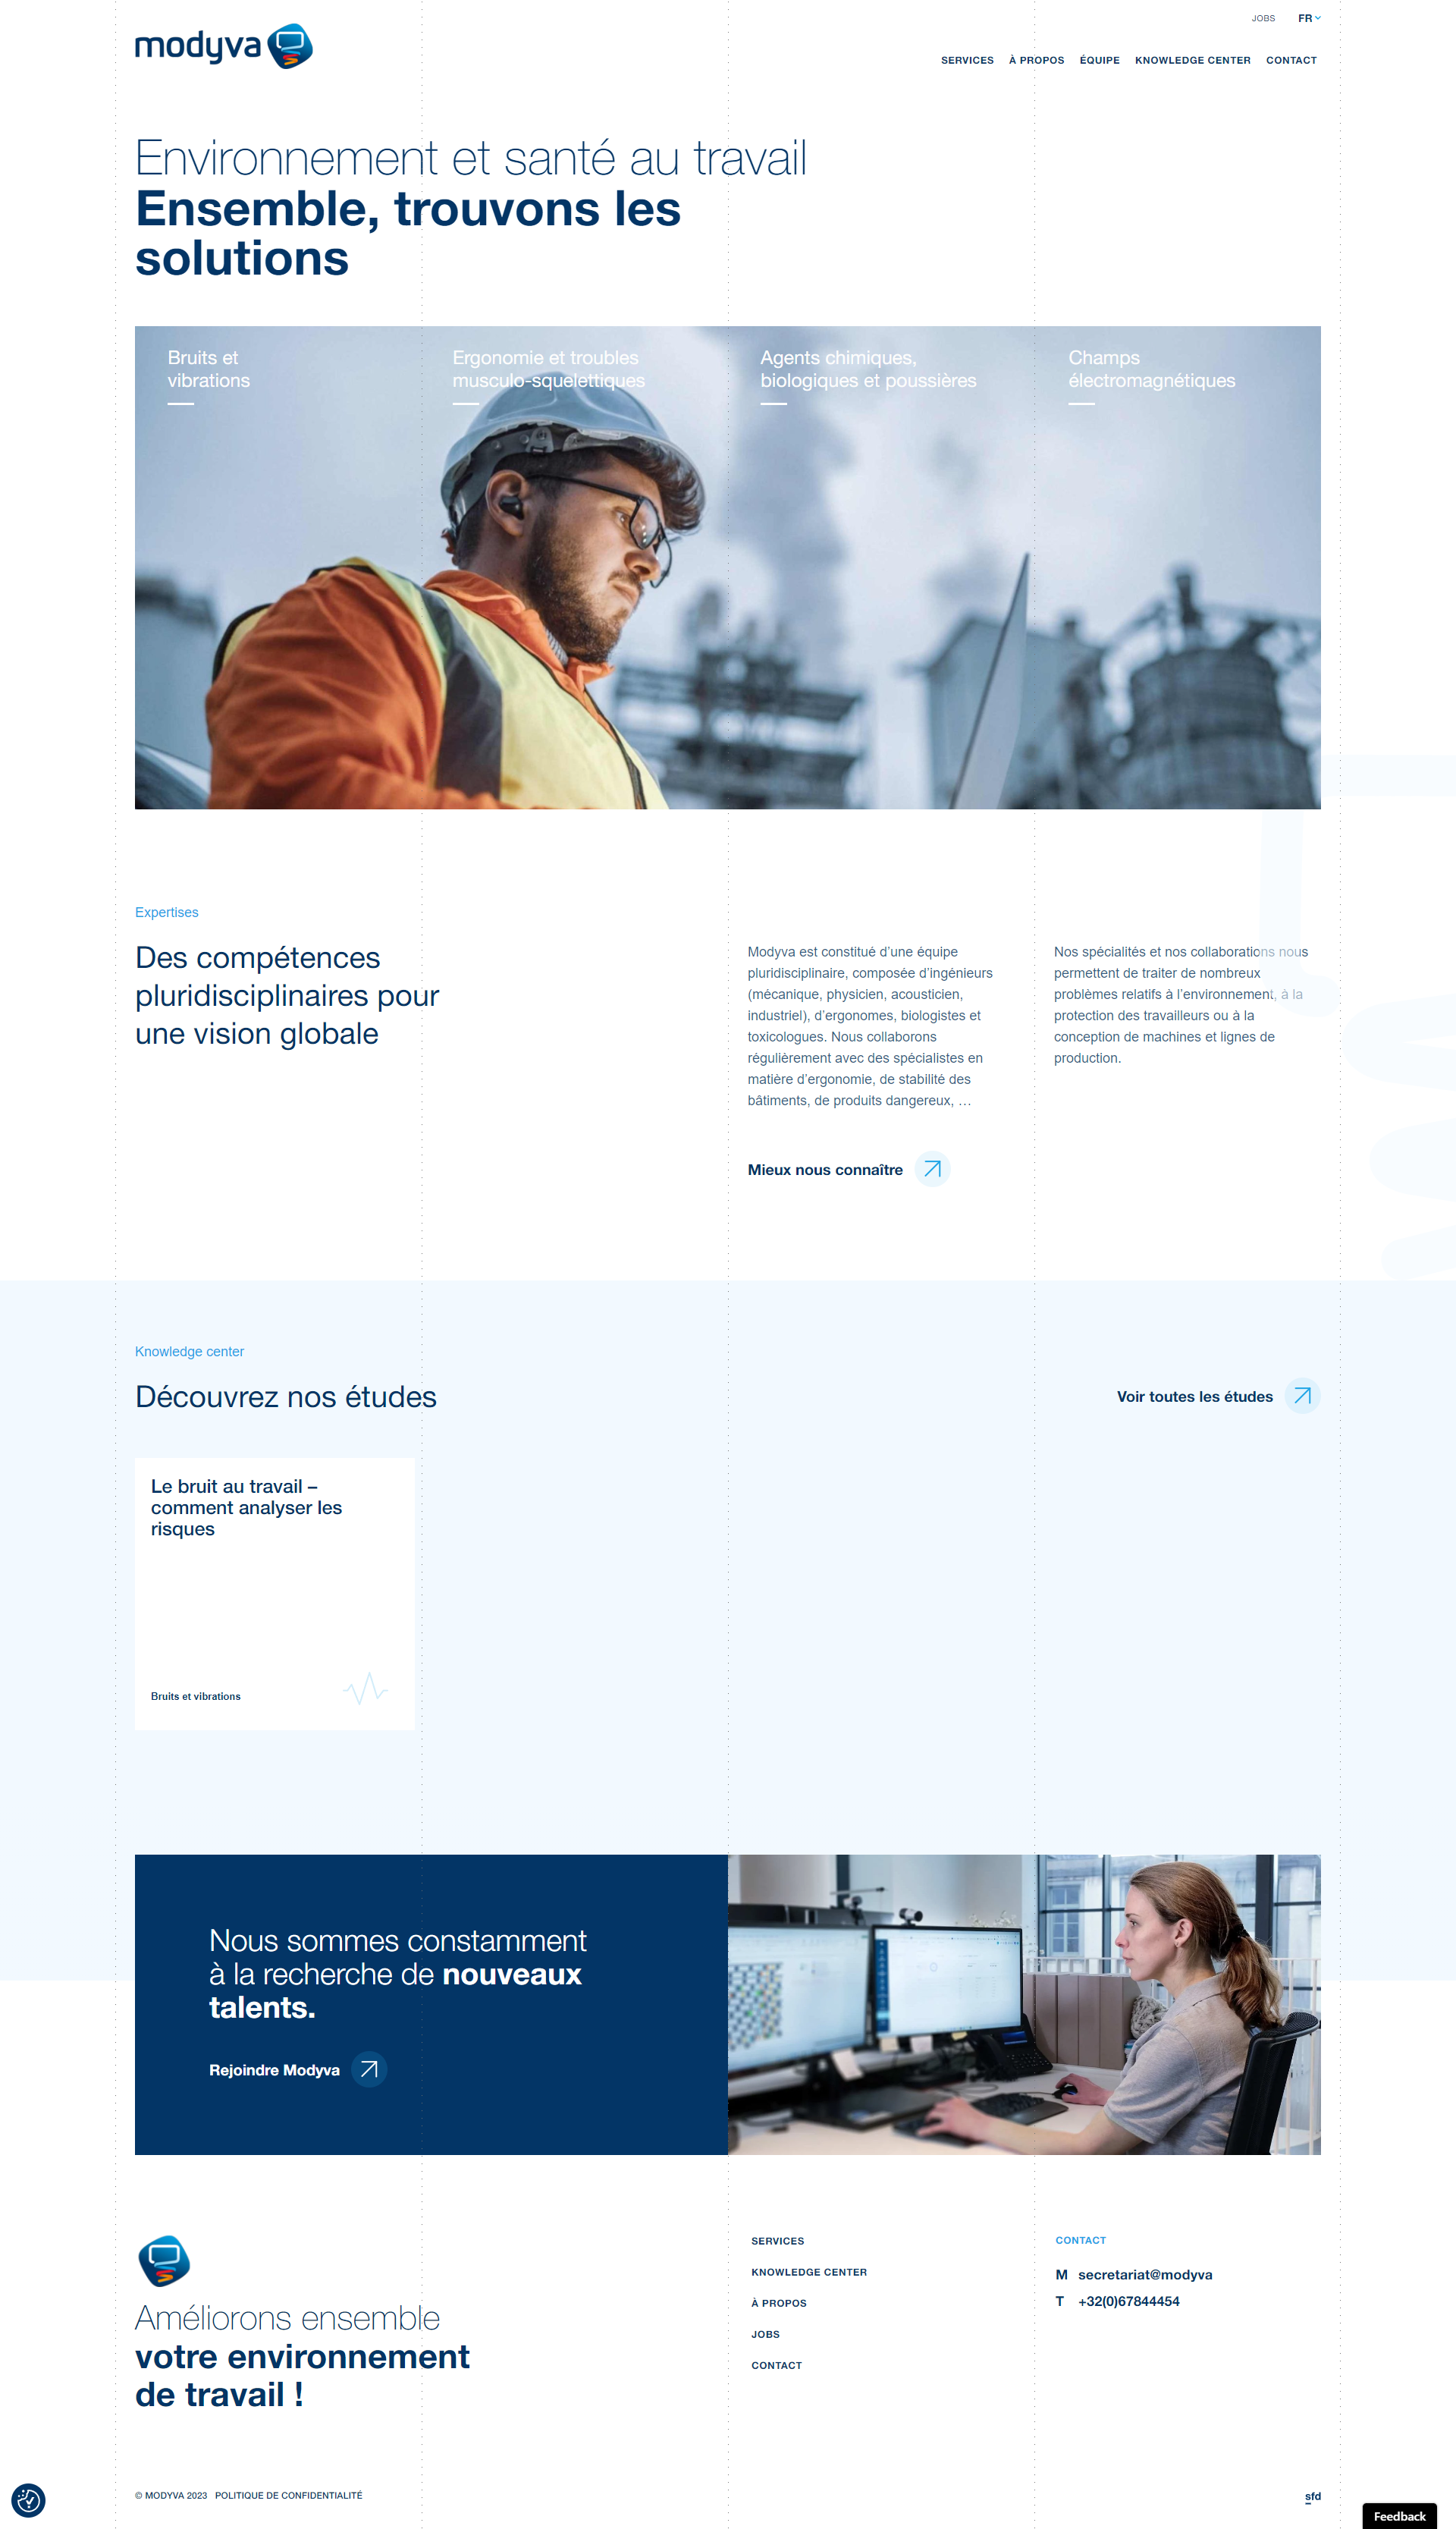 modyva
JOBS
FR
SERVICES
À PROPOS
ÉQUIPE
KNOWLEDGE CENTER
CONTACT
Environnement et santé au travail
Ensemble, trouvons les
solutions
Bruits et
vibrations
Ergonomie et troubles
musculo-squelettiques
Agents chimiques,
biologiques et poussières
Champs
électromagnétiques
Expertises
Des compétences
pluridisciplinaires pour
une vision globale
Modyva est constitué d’une équipe
pluridisciplinaire, composée d’ingénieurs
(mécanique, physicien, acousticien,
industriel), d’ergonomes, biologistes et
toxicologues. Nous collaborons
régulièrement avec des spécialistes en
matière d’ergonomie, de stabilité des
bâtiments, de produits dangereux, …
Nos spécialités et nos collaborations nous
permettent de traiter de nombreux
problèmes relatifs à l’environnement, à la
protection des travailleurs ou à la
conception de machines et lignes de
production.
Mieux nous connaître
Knowledge center
Découvrez nos études
Voir toutes les études
Le bruit au travail –
comment analyser les
risques
Bruits et vibrations
Nous sommes constamment
à la recherche de nouveaux
talents.
Rejoindre Modyva
Améliorons ensemble
votre environnement
de travail !
SERVICES
KNOWLEDGE CENTER
À PROPOS
JOBS
CONTACT
CONTACT
M secretariat@modyva
T +32(0)67844454
© MODYVA 2023 POLITIQUE DE CONFIDENTIALITÉ
sfd
Feedback